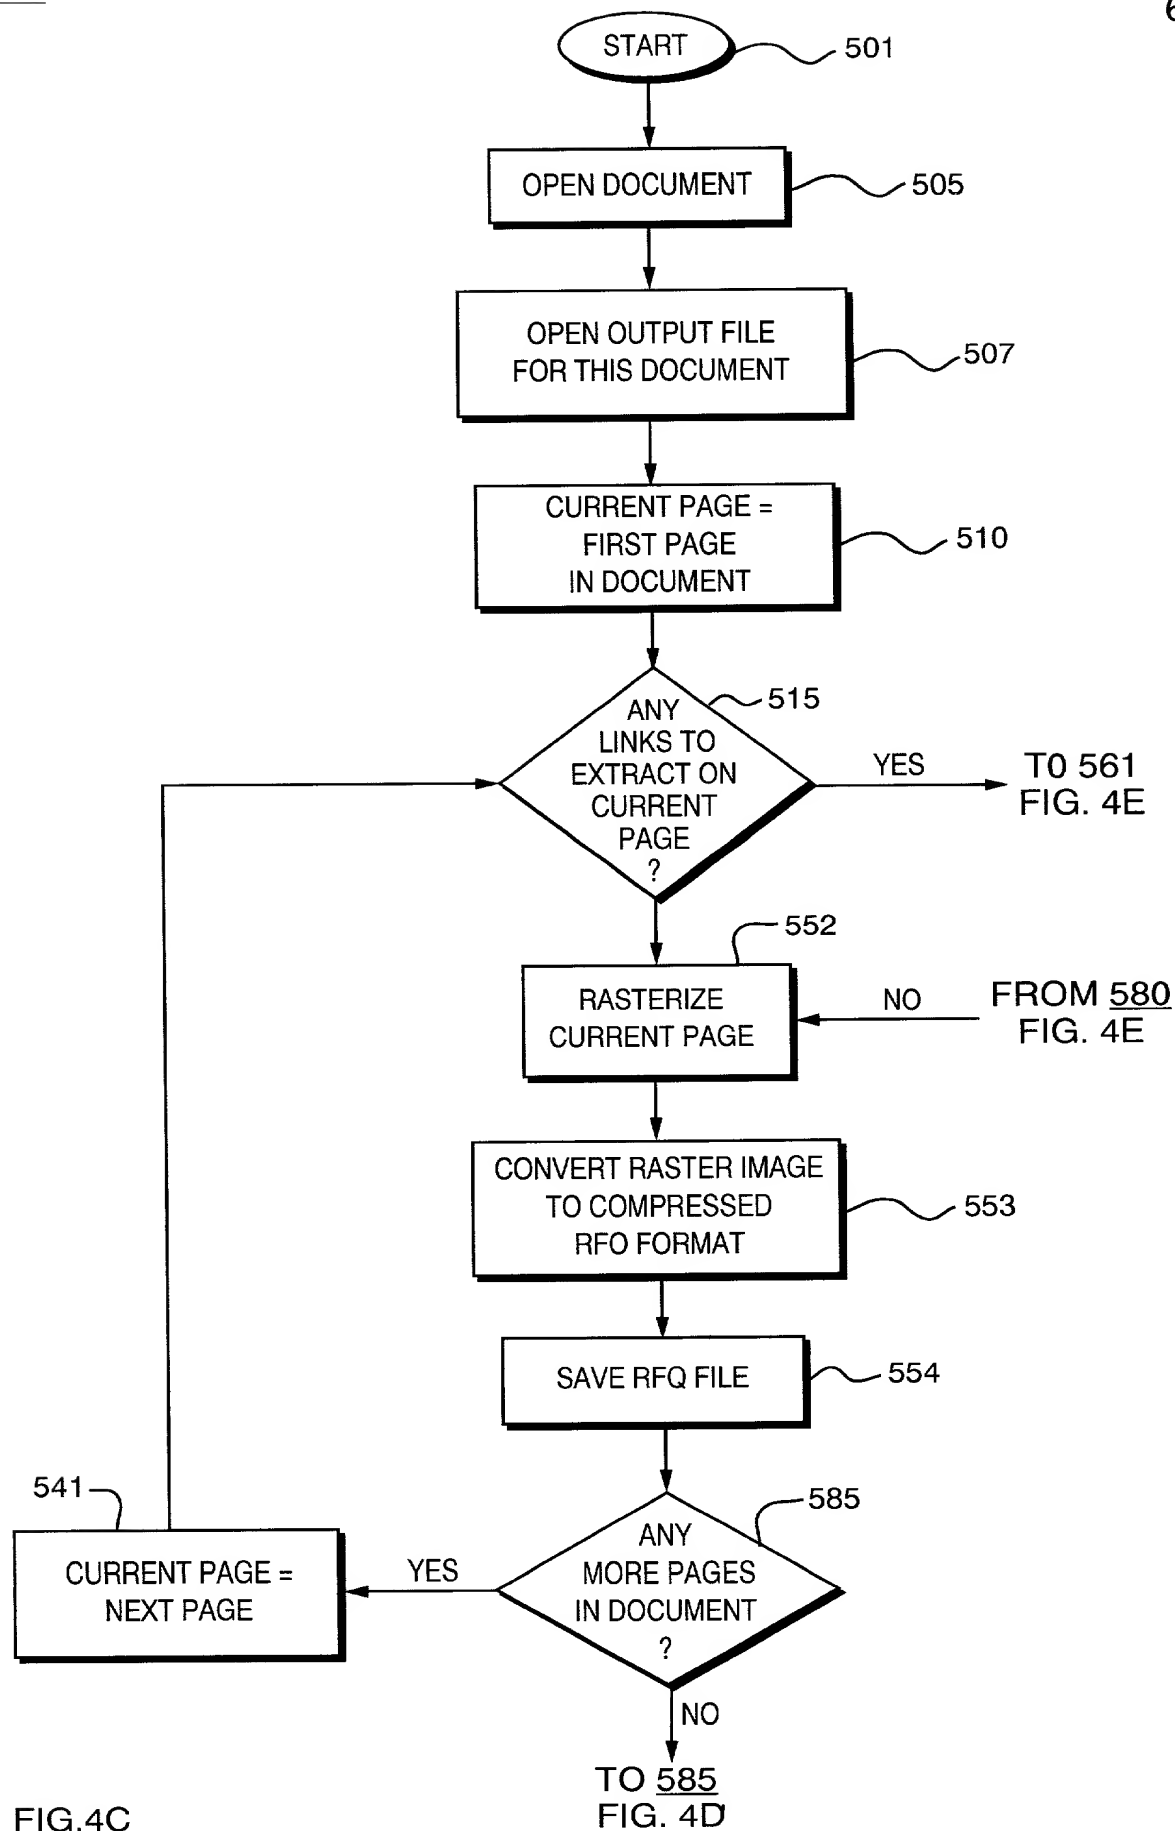 START
501
OPEN DOCUMENT
505
OPEN OUTPUT FILE
FOR THIS DOCUMENT
507
CURRENT PAGE =
FIRST PAGE
IN DOCUMENT
510
ANY
LINKS TO
EXTRACT ON
CURRENT
PAGE
?
515
YES
T0 561
FIG. 4E
552
RASTERIZE
CURRENT PAGE
NO
FROM 580
FIG. 4E
CONVERT RASTER IMAGE
TO COMPRESSED
RFO FORMAT
553
SAVE RFQ FILE
554
585
ANY
MORE PAGES
IN DOCUMENT
?
YES
541
CURRENT PAGE =
NEXT PAGE
NO
TO 585
FIG. 4D
FIG.4C